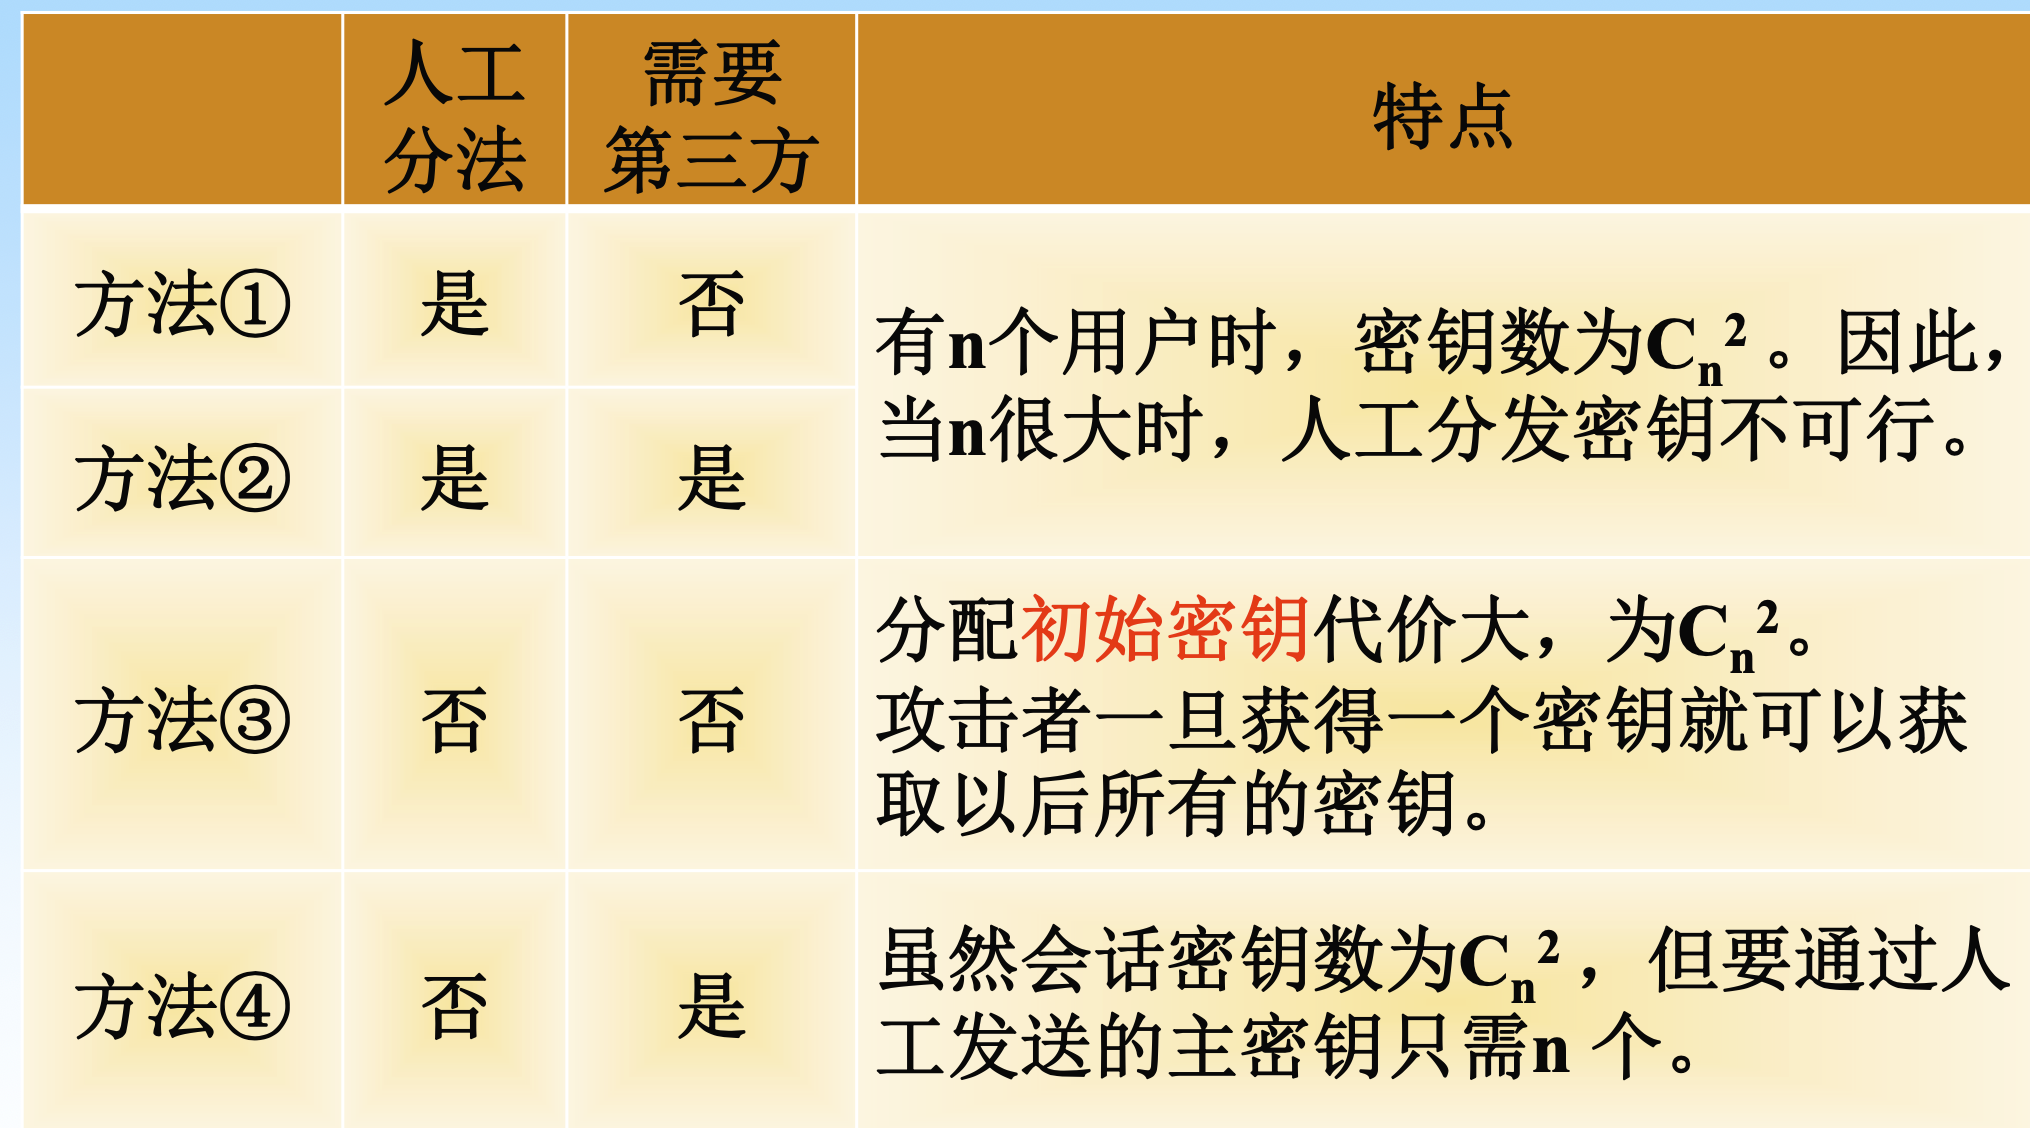 人工
分法
需要
第三方
特点
方法①
是
否
有n个用户时，密钥数为Cₙ²。因此，
当n很大时，人工分发密钥不可行。
方法②
是
是
方法③
否
否
分配初始密钥代价大，为Cₙ²。
攻击者一旦获得一个密钥就可以获
取以后所有的密钥。
方法④
否
是
虽然会话密钥数为Cₙ²，但要通过人
工发送的主密钥只需n 个。